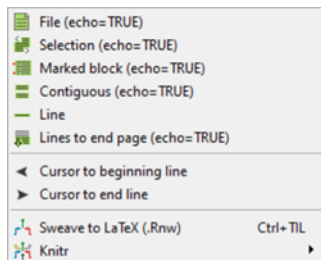 File (echo=TRUE)
Selection (echo=TRUE)
Marked block (echo=TRUE)
Contiguous (echo=TRUE)
Line
Lines to end page (echo=TRUE)
Cursor to beginning line
Cursor to end line
Sweave to LaTeX (.Rnw) Ctrl+TIL
Knitr